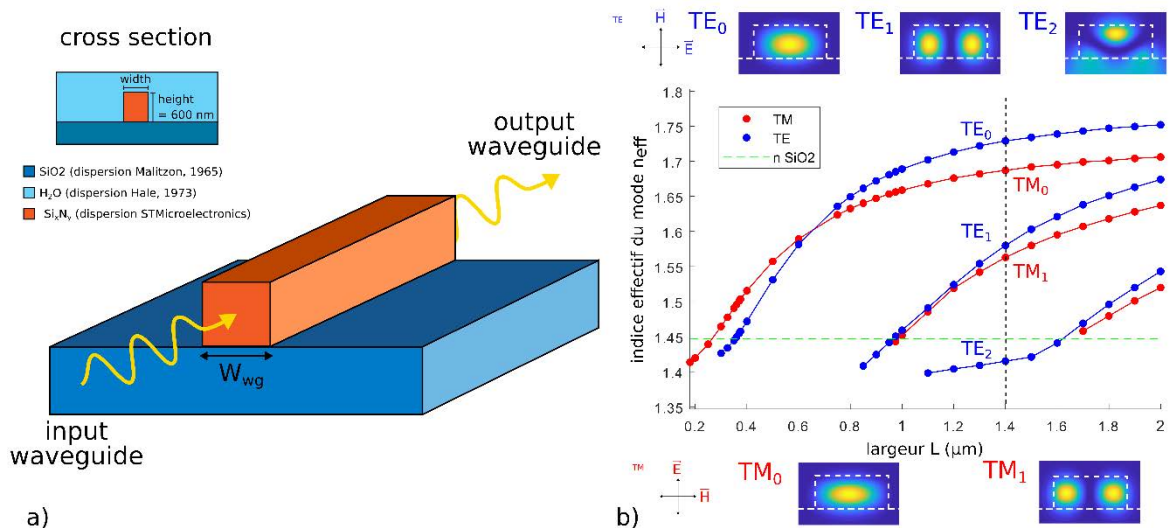 cross section
width
height
= 600 nm
SiO2 (dispersion Malitzon, 1965)
H₂O (dispersion Hale, 1973)
SiₓNᵧ (dispersion STMicroelectronics)
output
waveguide
W_wg
input
waveguide
a)
TE
H̅
E̅
TE₀
TE₁
TE₂
1.8
1.75
1.7
1.65
1.6
1.55
1.5
1.45
1.4
1.35
indice effectif du mode neff
TM
TE
n SiO2
TE₀
TM₀
TE₁
TM₁
TE₂
0.2 0.4 0.6 0.8 1 1.2 1.4 1.6 1.8 2
largeur L (μm)
TM
E̅
H̅
TM₀
TM₁
b)